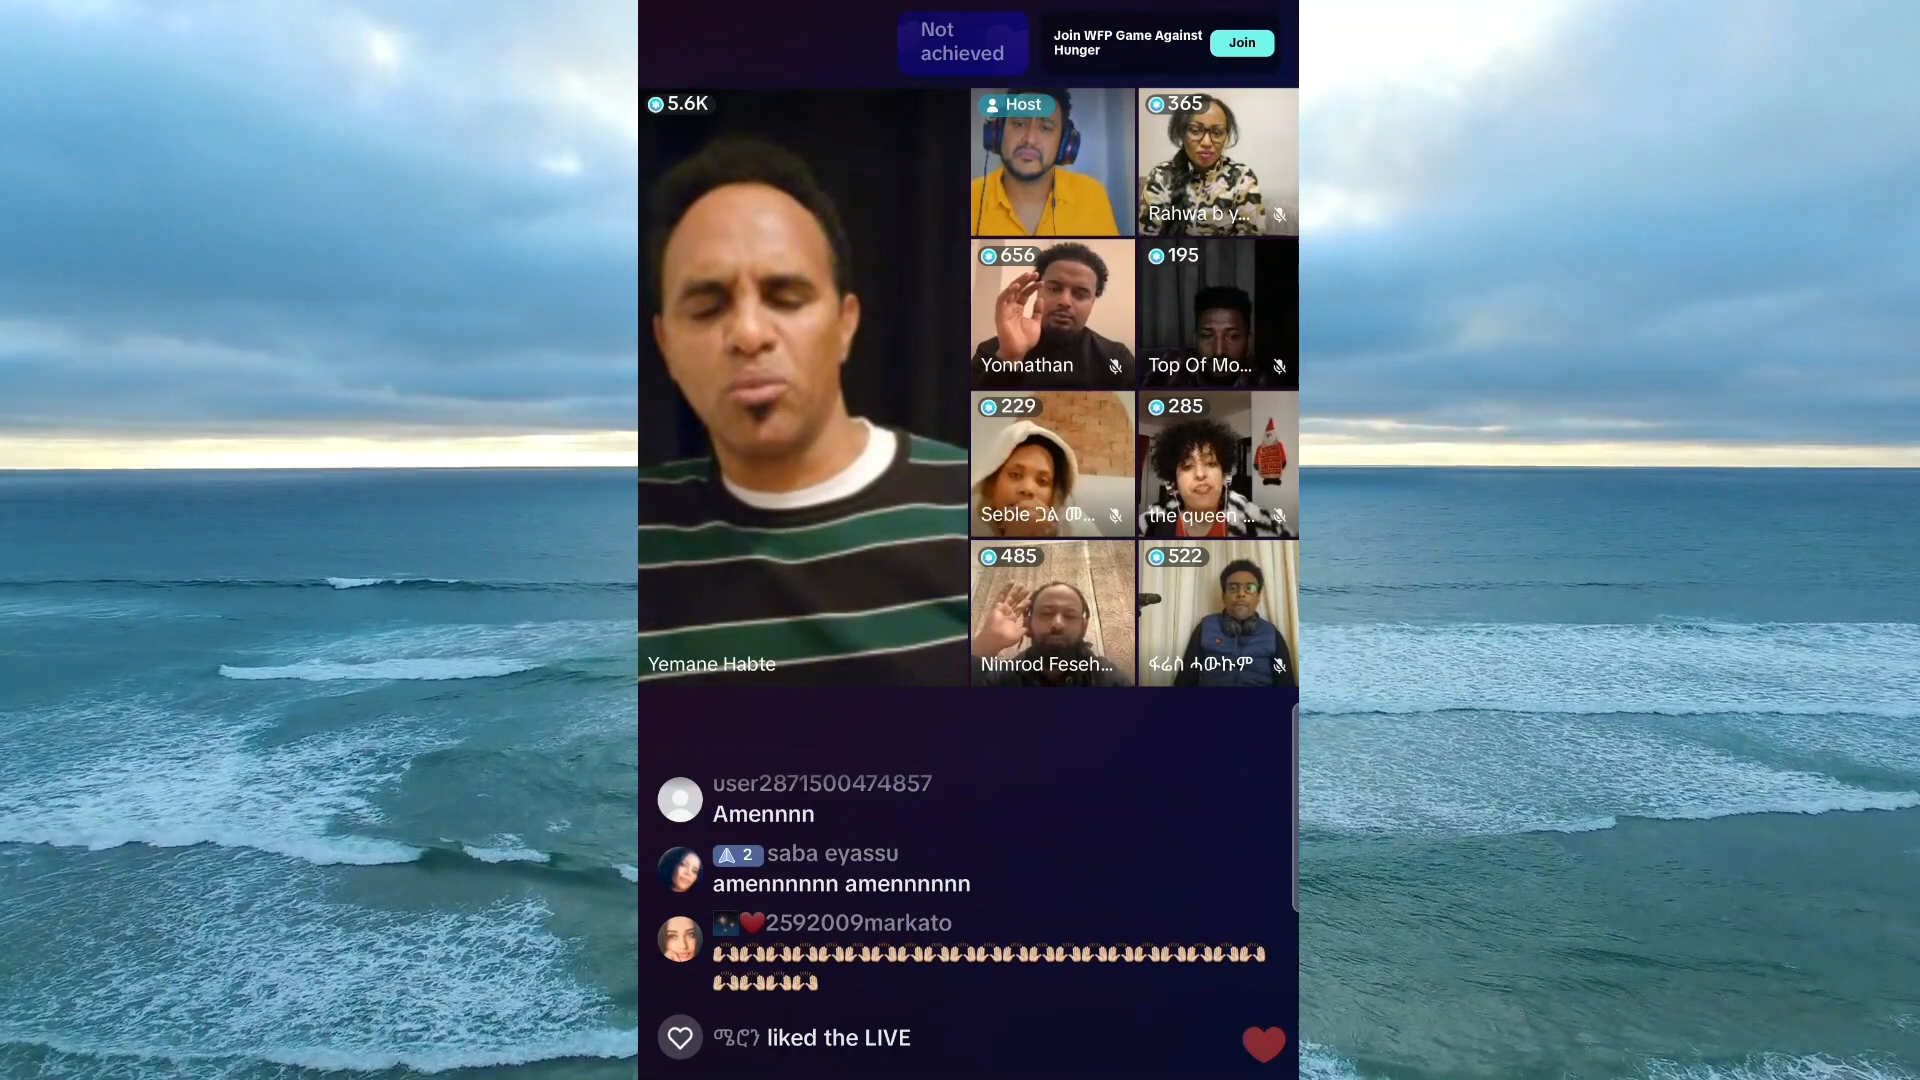 Not
achieved
Join WFP Game Against
Hunger
Join
5.6K
Host
365
Rahwa b y...
656
195
Yonnathan
Top Of Mo...
229
285
Seble ጋል መ...
the queen ...
485
522
Yemane Habte
Nimrod Feseh...
ፋሬስ ሓውኩም
user2871500474857
Amennnn
2 saba eyassu
amennnnnn amennnnnn
2592009markato
ሜሮን liked the LIVE